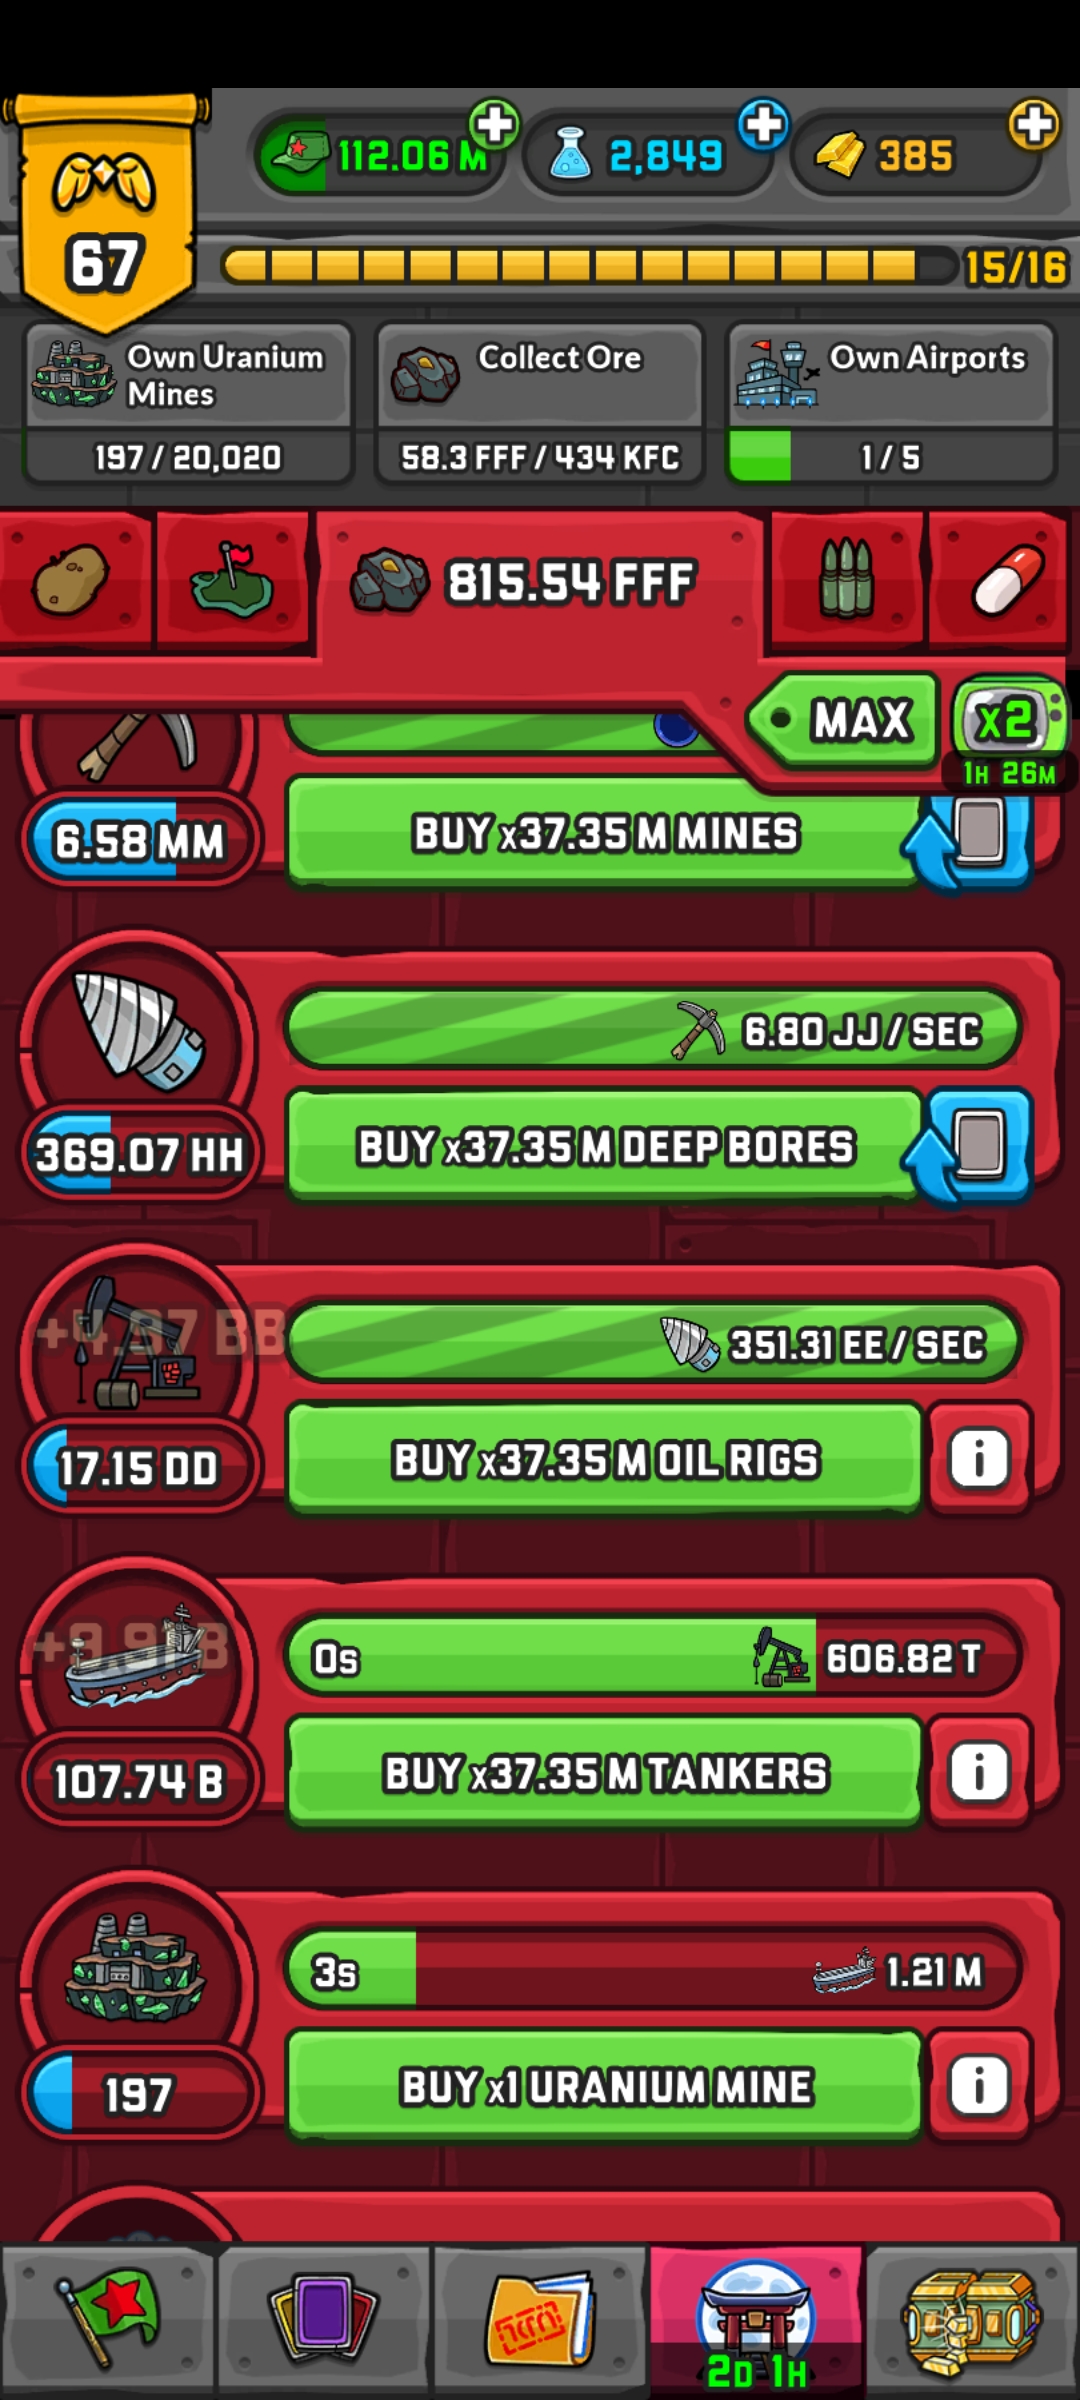 112.06 M
2,849
385
67
15/16
Own Uranium
Mines
197 / 20,020
Collect Ore
58.3 FFF / 434 KFC
Own Airports
1 / 5
815.54 FFF
MAX
x2
1H 26M
6.58 MM
BUY x37.35 M MINES
6.80 JJ / SEC
369.07 HH
BUY x37.35 M DEEP BORES
351.31 EE / SEC
17.15 DD
BUY x37.35 M OIL RIGS
0s
606.82 T
107.74 B
BUY x37.35 M TANKERS
3s
1.21 M
197
BUY x1 URANIUM MINE
2D 1H